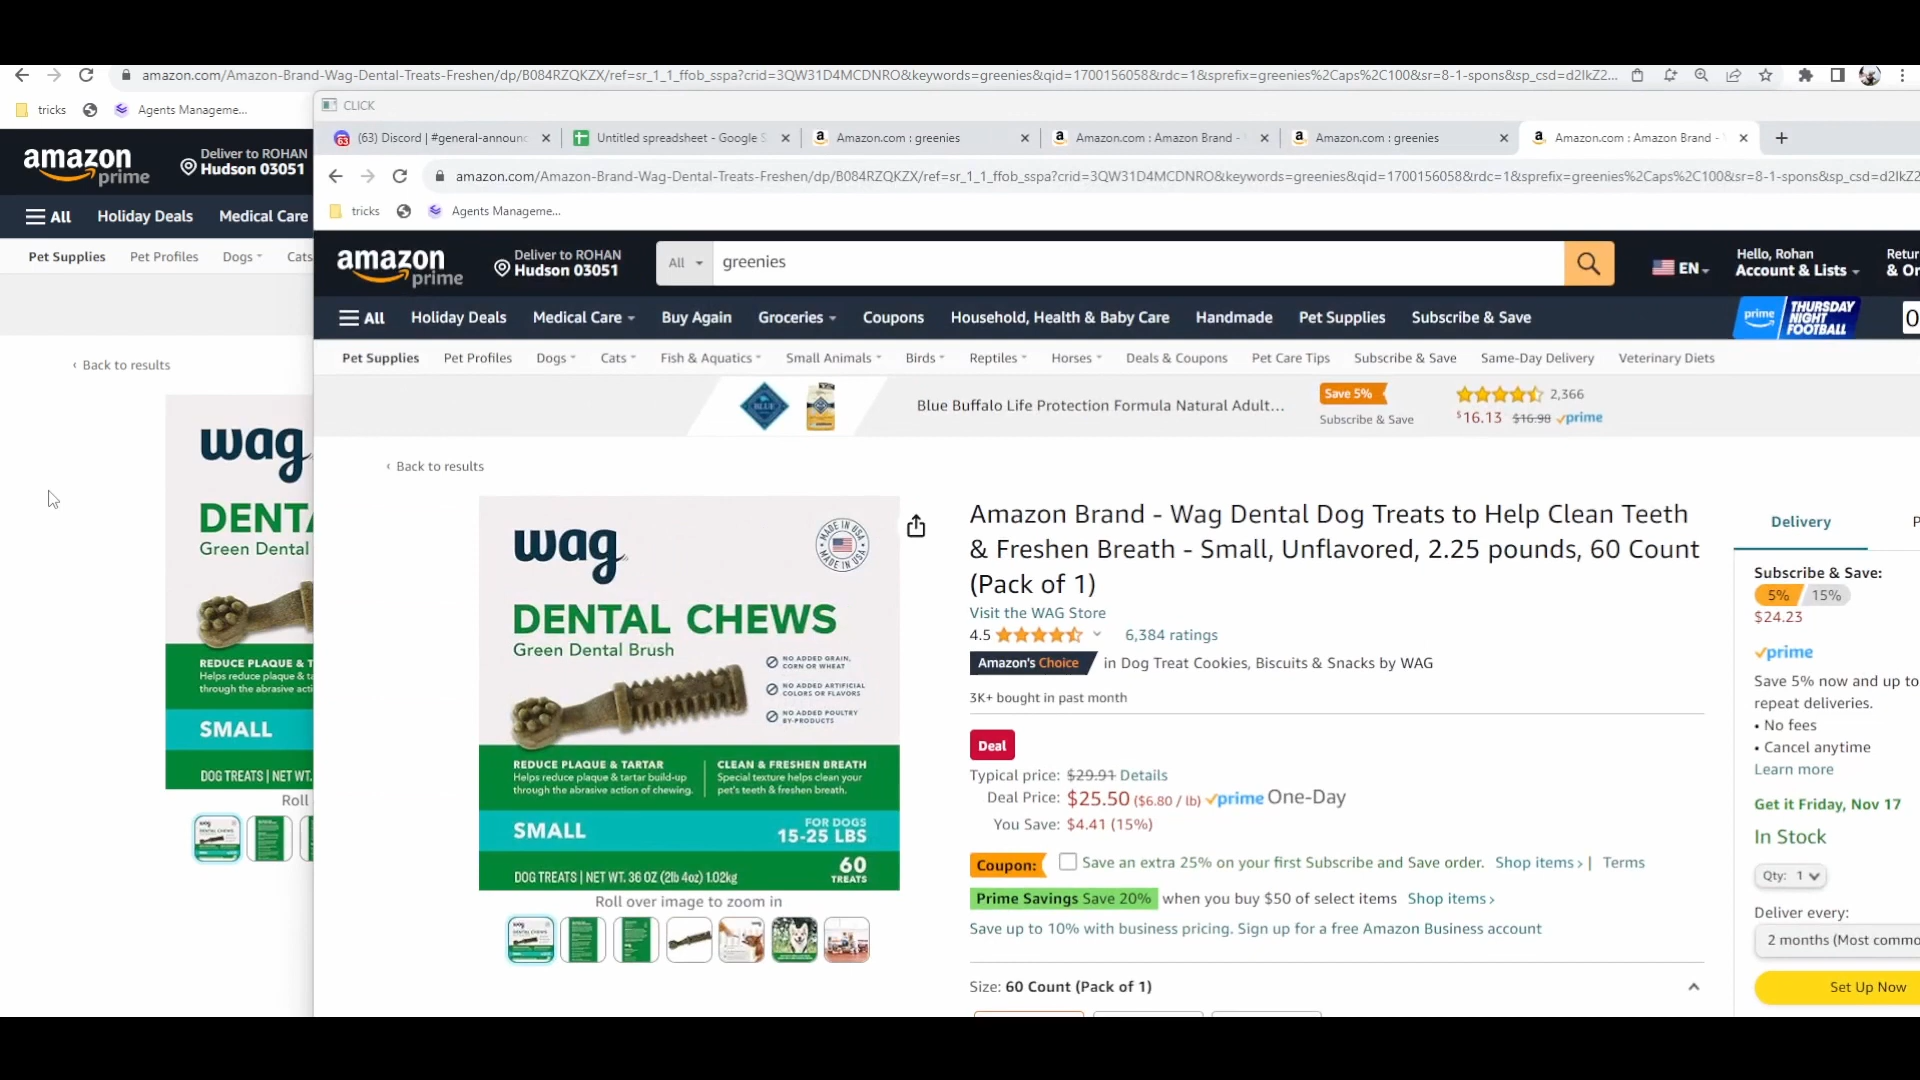 amazon.com/Amazon-Brand-Wag-Dental-Treats-Freshen/dp/B084RZQKZX/ref=sr_1_1_ffob_sspa?crid=3QW31D4MCDNRO&keywords=greenies&qid=1700156058&rdc=1&sprefix=greenies%2Caps%2C100&sr=8-1-spons&sp_csd=d2lkZ2...
tricks
Agents Manageme...
amazon
prime
Deliver to ROHAN
Hudson 03051
All
Holiday Deals
Medical Care
Pet Supplies
Pet Profiles
Dogs
Cats
‹ Back to results
wag
DENT
Green Dental
REDUCE PLAQUE & T
Helps reduce plaque & ta
through the abrasive acti
SMALL
DOG TREATS | NET WT.
Roll
CLICK
(63) Discord | #general-announc
Untitled spreadsheet - Google S
Amazon.com : greenies
Amazon.com : Amazon Brand -
Amazon.com : greenies
Amazon.com : Amazon Brand -
amazon.com/Amazon-Brand-Wag-Dental-Treats-Freshen/dp/B084RZQKZX/ref=sr_1_1_ffob_sspa?crid=3QW31D4MCDNRO&keywords=greenies&qid=1700156058&rdc=1&sprefix=greenies%2Caps%2C100&sr=8-1-spons&sp_csd=d2lkZ2
tricks
Agents Manageme...
amazon
prime
Deliver to ROHAN
Hudson 03051
All
greenies
EN
Hello, Rohan
Account & Lists
Retur
& Or
All
Holiday Deals
Medical Care
Buy Again
Groceries
Coupons
Household, Health & Baby Care
Handmade
Pet Supplies
Subscribe & Save
prime
THURSDAY
NIGHT
FOOTBALL
Pet Supplies
Pet Profiles
Dogs
Cats
Fish & Aquatics
Small Animals
Birds
Reptiles
Horses
Deals & Coupons
Pet Care Tips
Subscribe & Save
Same-Day Delivery
Veterinary Diets
BLUE
Blue Buffalo Life Protection Formula Natural Adult...
Save 5%
Subscribe & Save
2,366
$16.13 $16.98 prime
‹ Back to results
wag
MADE IN USA
MADE IN USA
DENTAL CHEWS
Green Dental Brush
NO ADDED GRAIN,
CORN OR WHEAT
NO ADDED ARTIFICIAL
COLORS OR FLAVORS
NO ADDED POULTRY
BY-PRODUCTS
REDUCE PLAQUE & TARTAR
Helps reduce plaque & tartar build-up
through the abrasive action of chewing.
CLEAN & FRESHEN BREATH
Special texture helps clean your
pet's teeth & freshen breath.
SMALL
FOR DOGS
15-25 LBS
DOG TREATS | NET WT. 36 OZ (2lb 4oz) 1.02kg
60
TREATS
Roll over image to zoom in
Amazon Brand - Wag Dental Dog Treats to Help Clean Teeth
& Freshen Breath - Small, Unflavored, 2.25 pounds, 60 Count
(Pack of 1)
Visit the WAG Store
4.5
6,384 ratings
Amazon's Choice in Dog Treat Cookies, Biscuits & Snacks by WAG
3K+ bought in past month
Deal
Typical price: $29.91 Details
Deal Price: $25.50 ($6.80 / lb) prime One-Day
You Save: $4.41 (15%)
Coupon: Save an extra 25% on your first Subscribe and Save order. Shop items › | Terms
Prime Savings Save 20% when you buy $50 of select items Shop items ›
Save up to 10% with business pricing. Sign up for a free Amazon Business account
Size: 60 Count (Pack of 1)
Delivery
Subscribe & Save:
5% 15%
$24.23
prime
Save 5% now and up to
repeat deliveries.
• No fees
• Cancel anytime
Learn more
Get it Friday, Nov 17
In Stock
Qty: 1
Deliver every:
2 months (Most commo
Set Up Now